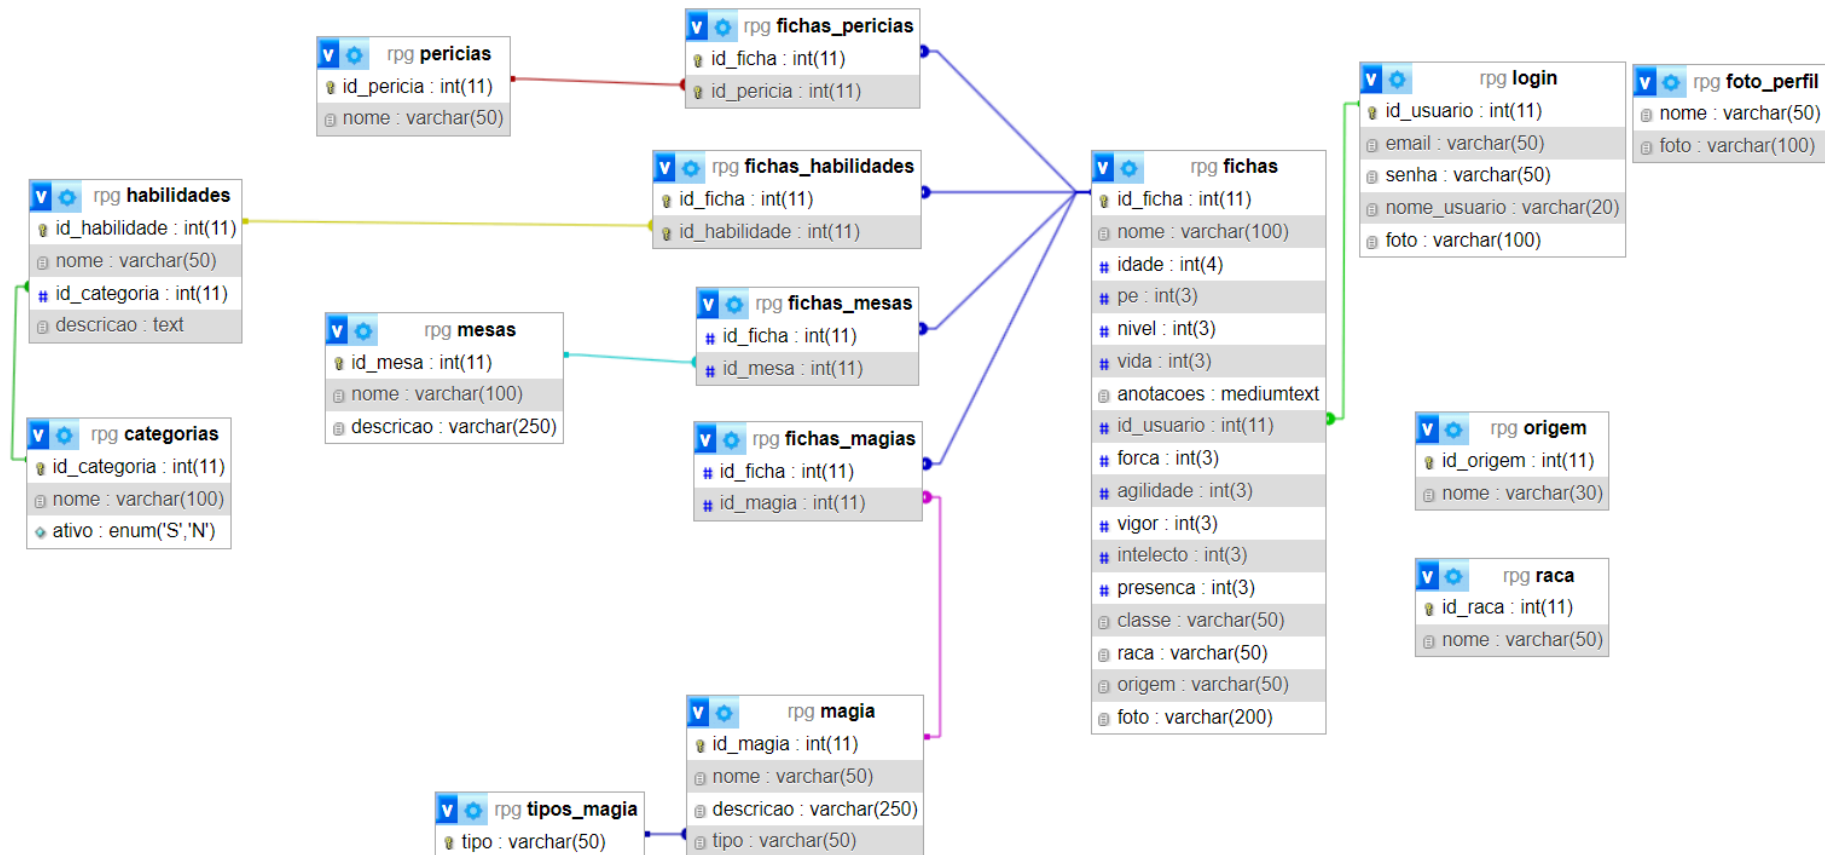 rpg pericias
id_pericia : int(11)
nome : varchar(50)
rpg fichas_pericias
id_ficha : int(11)
id_pericia : int(11)
rpg habilidades
id_habilidade : int(11)
nome : varchar(50)
id_categoria : int(11)
descricao : text
rpg fichas_habilidades
id_ficha : int(11)
id_habilidade : int(11)
rpg mesas
id_mesa : int(11)
nome : varchar(100)
descricao : varchar(250)
rpg fichas_mesas
id_ficha : int(11)
id_mesa : int(11)
rpg categorias
id_categoria : int(11)
nome : varchar(100)
ativo : enum('S','N')
rpg fichas_magias
id_ficha : int(11)
id_magia : int(11)
rpg magia
id_magia : int(11)
nome : varchar(50)
descricao : varchar(250)
tipo : varchar(50)
rpg tipos_magia
tipo : varchar(50)
rpg fichas
id_ficha : int(11)
nome : varchar(100)
idade : int(4)
pe : int(3)
nivel : int(3)
vida : int(3)
anotacoes : mediumtext
id_usuario : int(11)
forca : int(3)
agilidade : int(3)
vigor : int(3)
intelecto : int(3)
presenca : int(3)
classe : varchar(50)
raca : varchar(50)
origem : varchar(50)
foto : varchar(200)
rpg login
id_usuario : int(11)
email : varchar(50)
senha : varchar(50)
nome_usuario : varchar(20)
foto : varchar(100)
rpg foto_perfil
nome : varchar(50)
foto : varchar(100)
rpg origem
id_origem : int(11)
nome : varchar(30)
rpg raca
id_raca : int(11)
nome : varchar(50)